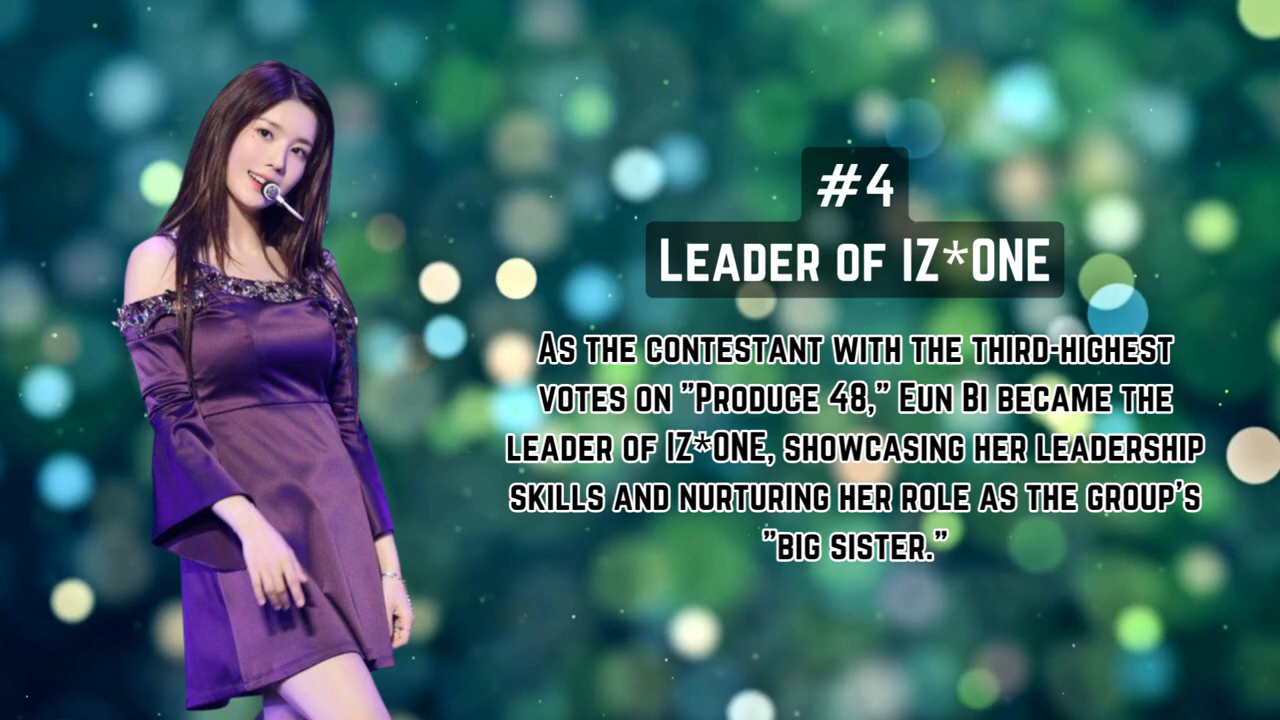 #4
Leader of IZ*ONE
As the contestant with the third-highest
votes on "Produce 48," Eun Bi became the
leader of IZ*ONE, showcasing her leadership
skills and nurturing her role as the group's
"big sister."